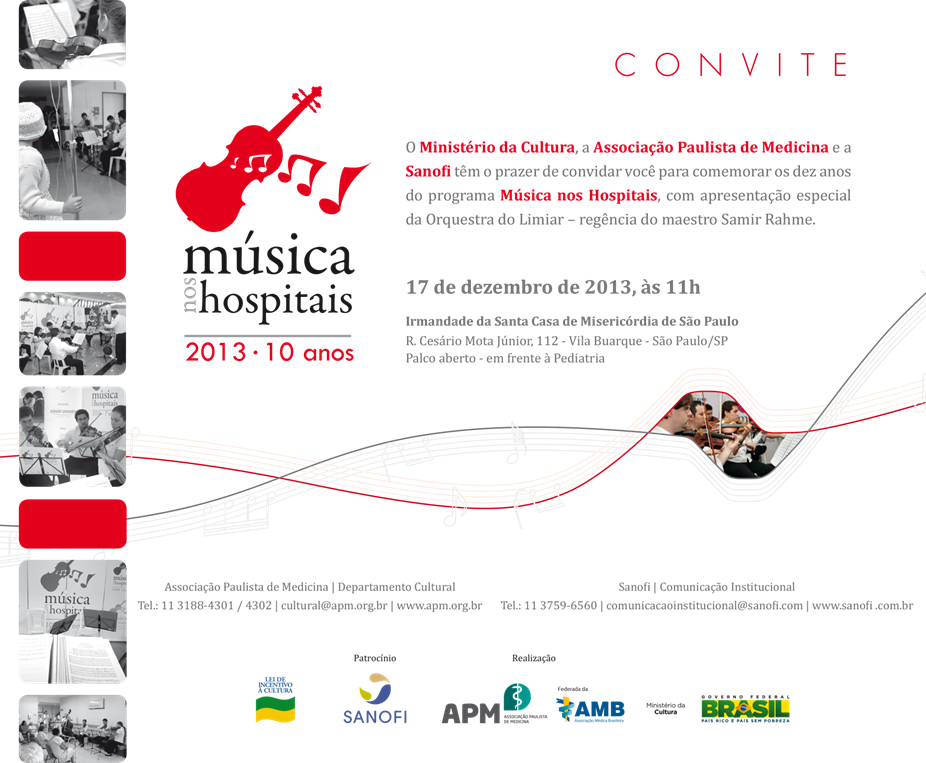 CONVITE
O Ministério da Cultura, a Associação Paulista de Medicina e a
Sanofi têm o prazer de convidar você para comemorar os dez anos
do programa Música nos Hospitais, com apresentação especial
da Orquestra do Limiar – regência do maestro Samir Rahme.
música
nos
hospitais
2013 · 10 anos
17 de dezembro de 2013, às 11h
Irmandade da Santa Casa de Misericórdia de São Paulo
R. Cesário Mota Júnior, 112 - Vila Buarque - São Paulo/SP
Palco aberto - em frente à Pediatria
música
hospitais
música
Associação Paulista de Medicina | Departamento Cultural
Tel.: 11 3188-4301 / 4302 | cultural@apm.org.br | www.apm.org.br
Sanofi | Comunicação Institucional
Tel.: 11 3759-6560 | comunicacaoinstitucional@sanofi.com | www.sanofi .com.br
Patrocínio
Realização
LEI DE
INCENTIVO
À CULTURA
SANOFI
APM
ASSOCIAÇÃO PAULISTA
DE MEDICINA
Federada da
AMB
Associação Médica Brasileira
Ministério da
Cultura
GOVERNO FEDERAL
BRASIL
PAÍS RICO É PAÍS SEM POBREZA